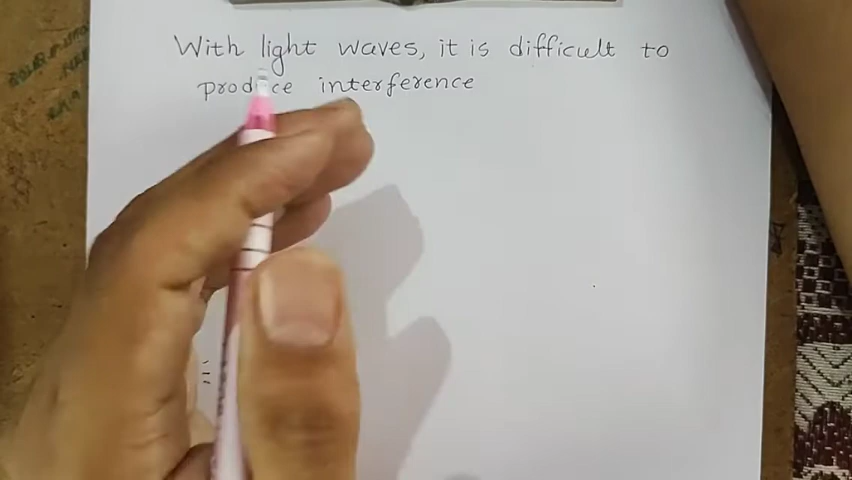 With light waves, it is difficult to
produce interference